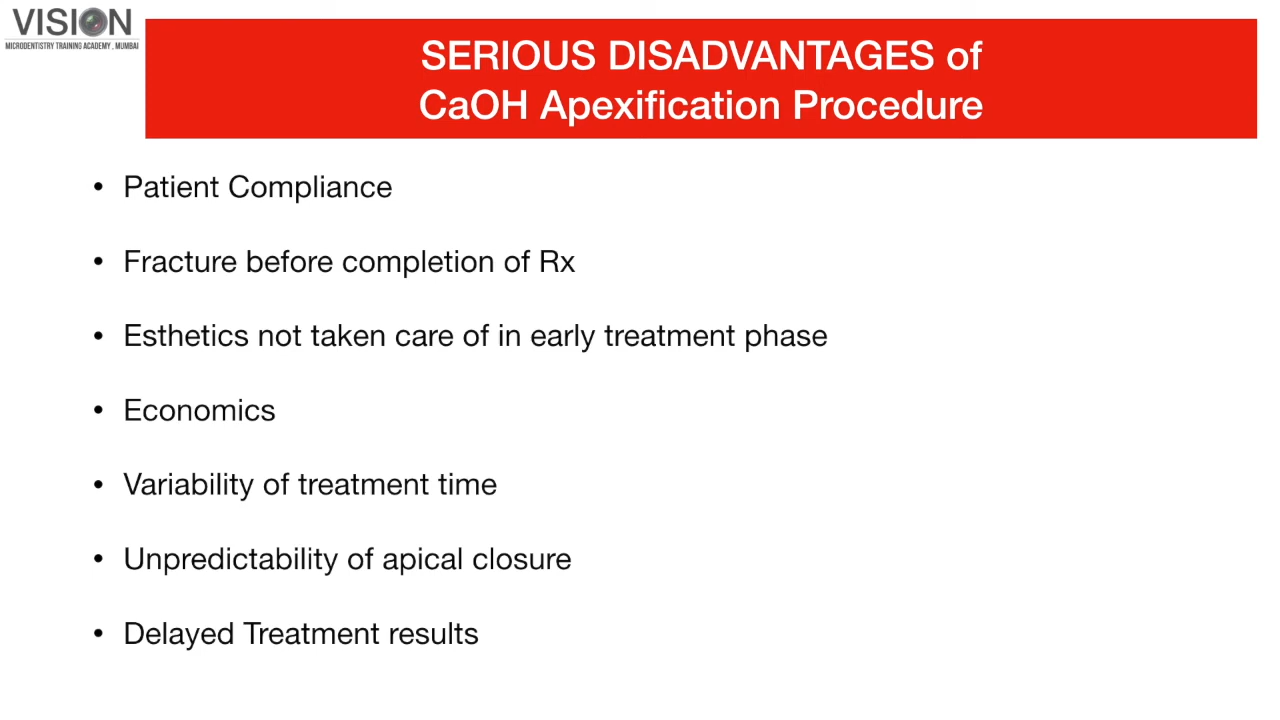 VISION
MICRODENTISTRY TRAINING ACADEMY, MUMBAI
SERIOUS DISADVANTAGES of
CaOH Apexification Procedure
• Patient Compliance
• Fracture before completion of Rx
• Esthetics not taken care of in early treatment phase
• Economics
• Variability of treatment time
• Unpredictability of apical closure
• Delayed Treatment results